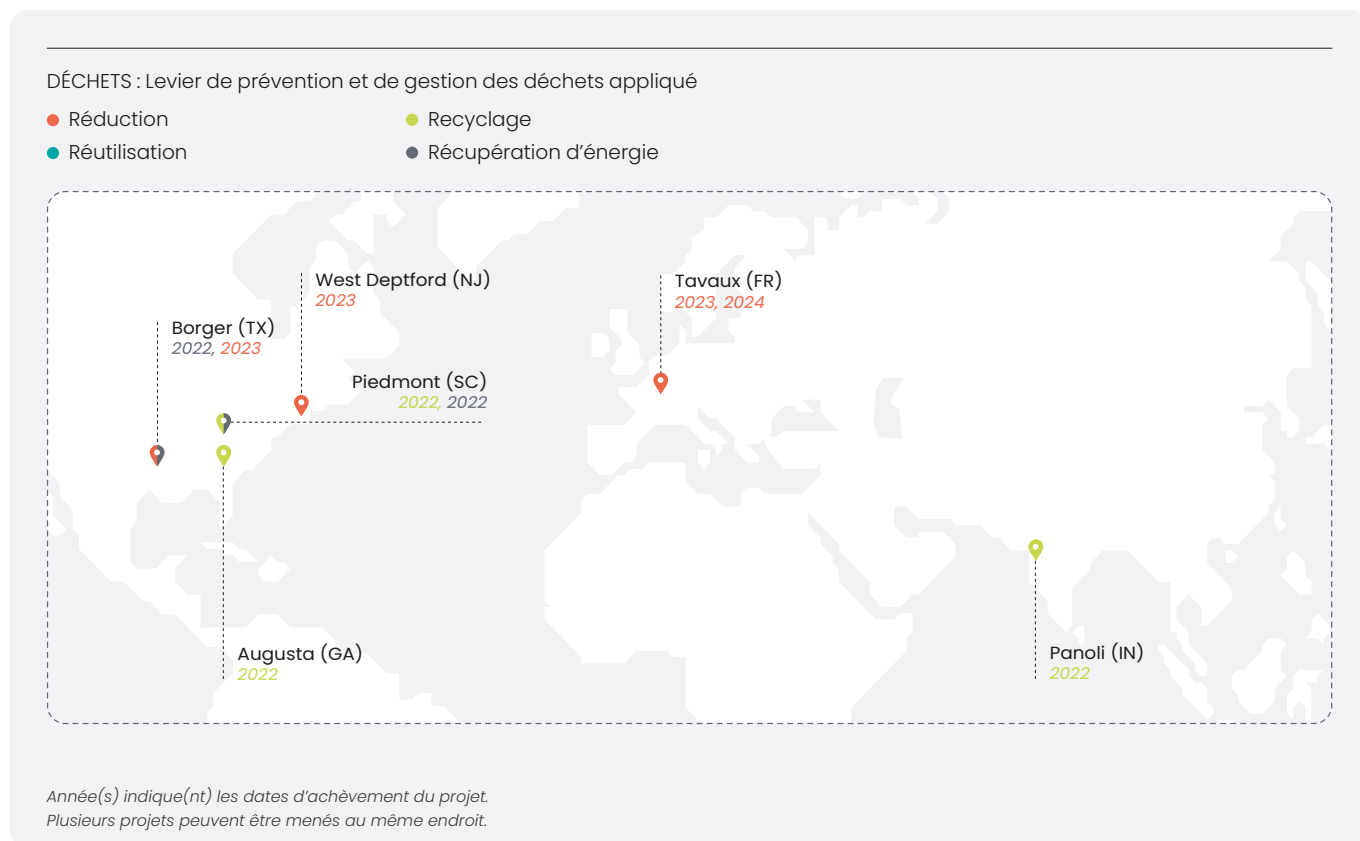 DÉCHETS : Levier de prévention et de gestion des déchets appliqué
Réduction
Recyclage
Réutilisation
Récupération d’énergie
West Deptford (NJ)
2023
Tavaux (FR)
2023, 2024
Borger (TX)
2022, 2023
Piedmont (SC)
2022, 2022
Augusta (GA)
2022
Panoli (IN)
2022
Année(s) indique(nt) les dates d’achèvement du projet.
Plusieurs projets peuvent être menés au même endroit.